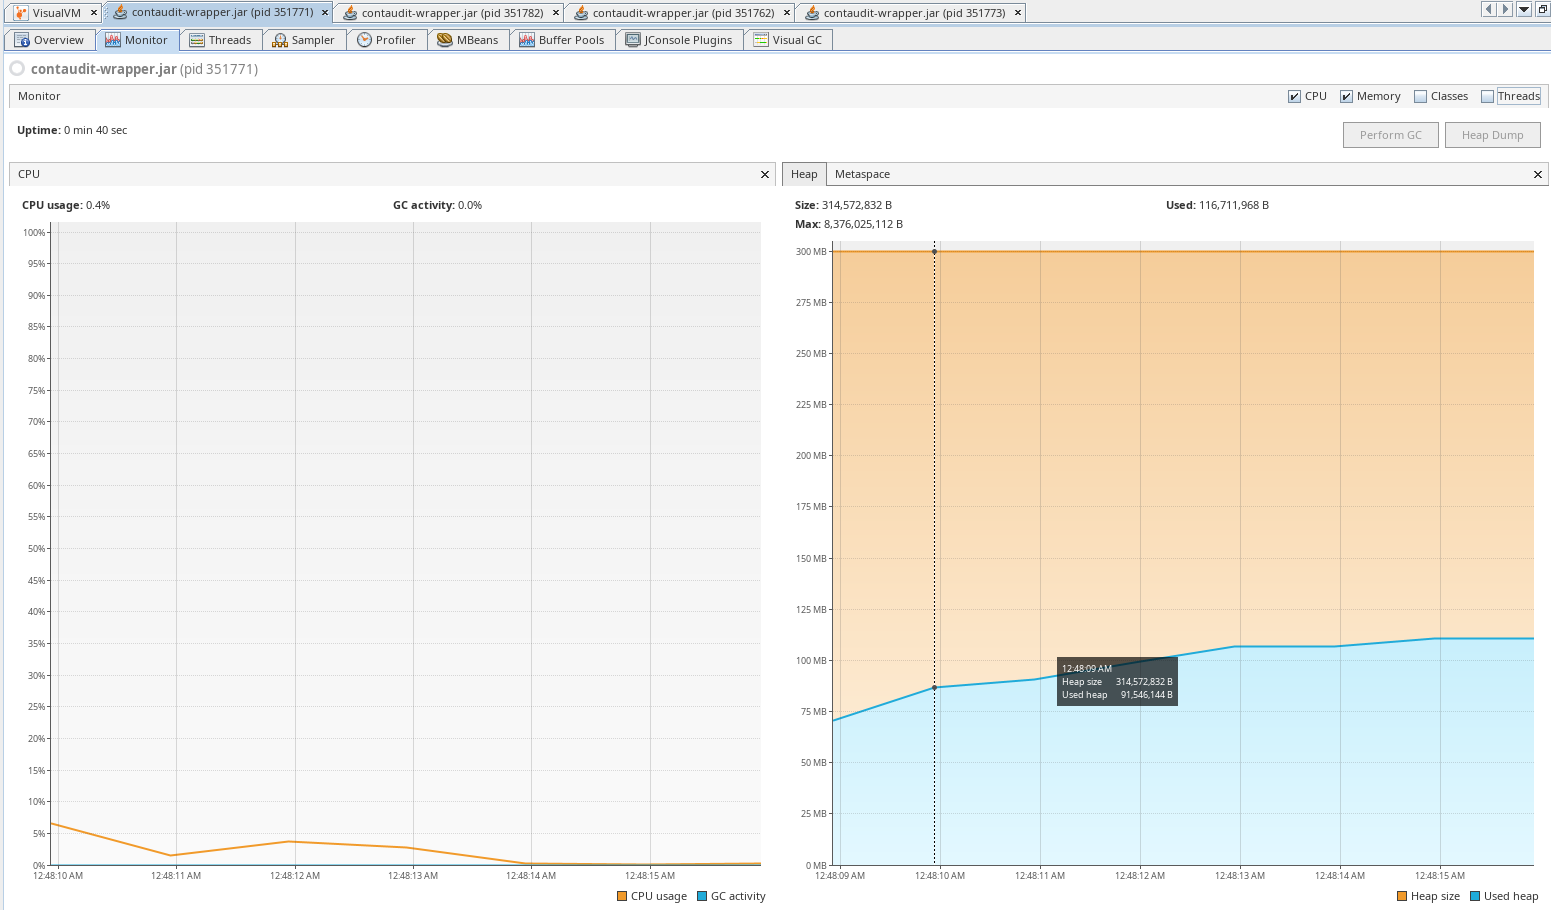 VisualVM
contaudit-wrapper.jar (pid 351771)
contaudit-wrapper.jar (pid 351782)
contaudit-wrapper.jar (pid 351762)
contaudit-wrapper.jar (pid 351773)
Overview
Monitor
Threads
Sampler
Profiler
MBeans
Buffer Pools
JConsole Plugins
Visual GC
contaudit-wrapper.jar (pid 351771)
Monitor
CPU
Memory
Classes
Threads
Uptime: 0 min 40 sec
Perform GC
Heap Dump
CPU
CPU usage: 0.4%
GC activity: 0.0%
100%
95%
90%
85%
80%
75%
70%
65%
60%
55%
50%
45%
40%
35%
30%
25%
20%
15%
10%
5%
0%
12:48:10 AM
12:48:11 AM
12:48:12 AM
12:48:13 AM
12:48:14 AM
12:48:15 AM
CPU usage
GC activity
Heap
Metaspace
Size: 314,572,832 B
Used: 116,711,968 B
Max: 8,376,025,112 B
300 MB
275 MB
250 MB
225 MB
200 MB
175 MB
150 MB
125 MB
100 MB
75 MB
50 MB
25 MB
0 MB
12:48:09 AM
Heap size 314,572,832 B
Used heap 91,546,144 B
12:48:09 AM
12:48:10 AM
12:48:11 AM
12:48:12 AM
12:48:13 AM
12:48:14 AM
12:48:15 AM
Heap size
Used heap